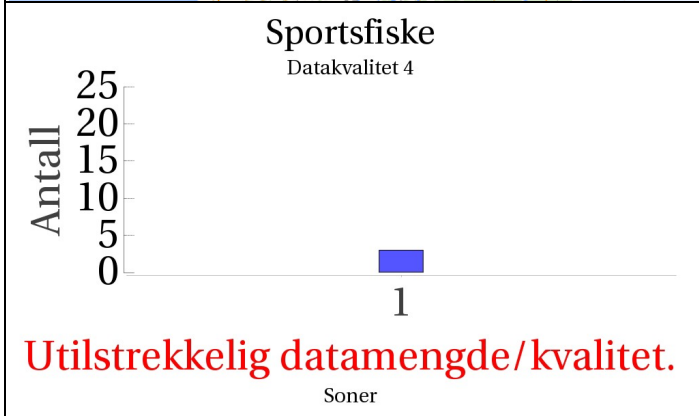 Sportsfiske
Datakvalitet 4
Antall
25
20
15
10
5
0
1
Utilstrekkelig datamengde/kvalitet.
Soner